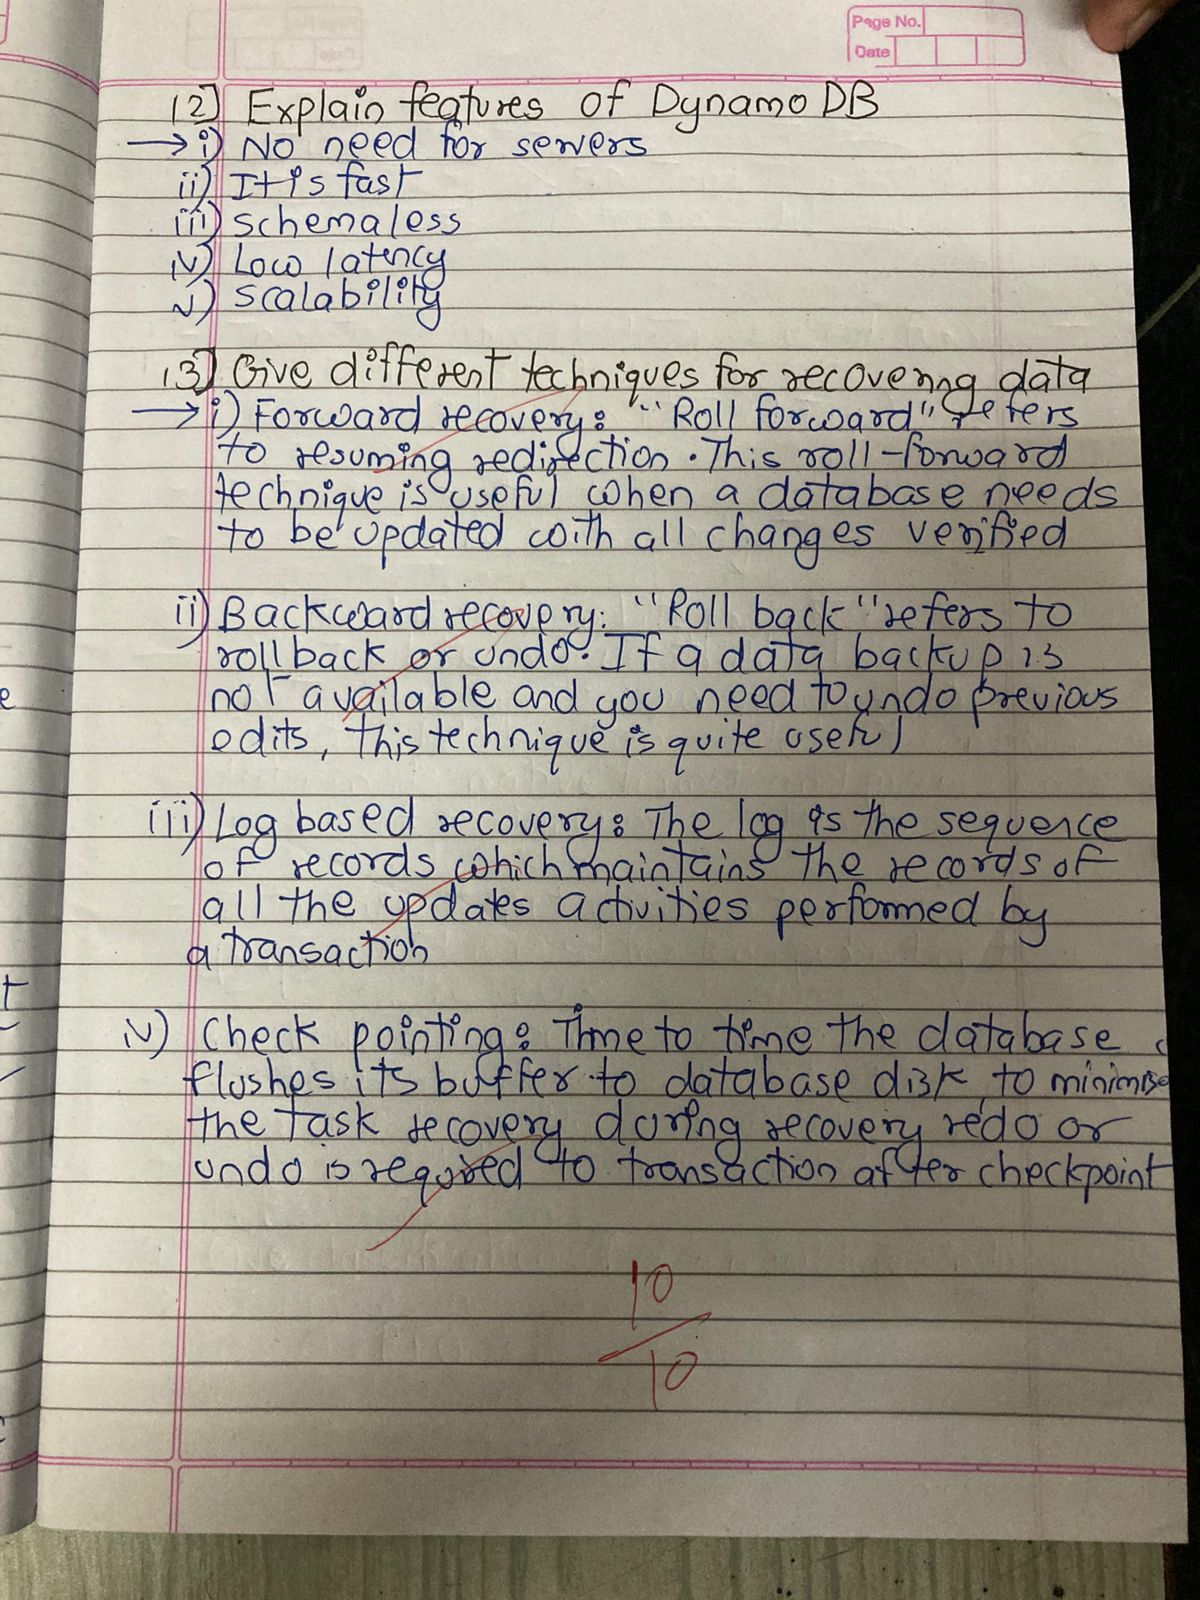 Page No.
Date
12] Explain features of Dynamo DB
→ i) No need for servers
ii) It is fast
iii) Schemaless
iv) Low latency
v) Scalability
13] Give different techniques for recovering data
→ i) Forward recovery: "Roll forward" refers
to resuming redirection. This roll-forward
technique is useful when a database needs
to be updated with all changes verified
ii) Backward recovery: "Roll back" refers to
rollback or undo. If a data backup is
not available and you need to undo previous
edits, this technique is quite useful
iii) Log based recovery: The log is the sequence
of records which maintains the records of
all the updates activities performed by
a transaction
iv) Check pointing: Time to time the database
flushes its buffer to database disk, to minimise
the task recovery during recovery redo or
undo is required to transaction after checkpoint
10
10